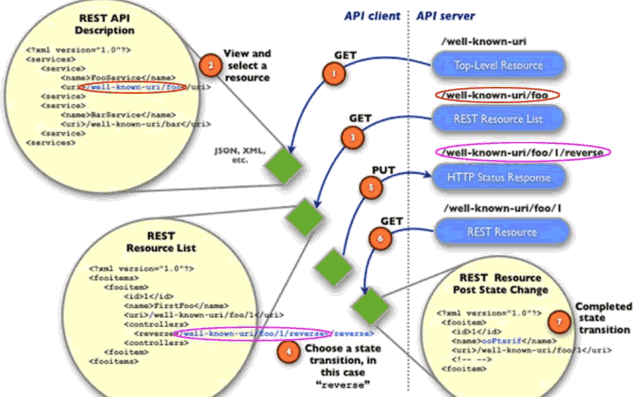 REST API
Description
<?xml version="1.0"?>
<services>
<service>
<name>FooService</name>
<uri>/well-known-uri/foo</uri>
<service>
<service>
<name>BarService</name>
<uri>/well-known-uri/bar</uri>
<service>
<services>
2
View and
select a
resource
API client
API server
GET
1
/well-known-uri
Top-Level Resource
/well-known-uri/foo
GET
3
REST Resource List
JSON, XML,
etc.
/well-known-uri/foo/1/reverse
PUT
5
HTTP Status Response
/well-known-uri/foo/1
GET
6
REST Resource
REST
Resource List
<?xml version="1.0"?>
<fooitems>
<fooitem>
<id>1</id>
<name>FirstFoo</name>
<uri>/well-known-uri/foo/1</uri>
<controllers>
<reverse>/well-known-uri/foo/1/reverse</reverse>
<controllers>
<fooitem>
<fooitems>
4
Choose a state
transition, in
this case
"reverse"
REST Resource
Post State Change
<?xml version="1.0"?>
<fooitem>
<id>1</id>
<name>ooFtsrif</name>
<uri>/well-known-uri/foo/1</uri>
<!-- -->
<fooitem>
7
Completed
state
transition